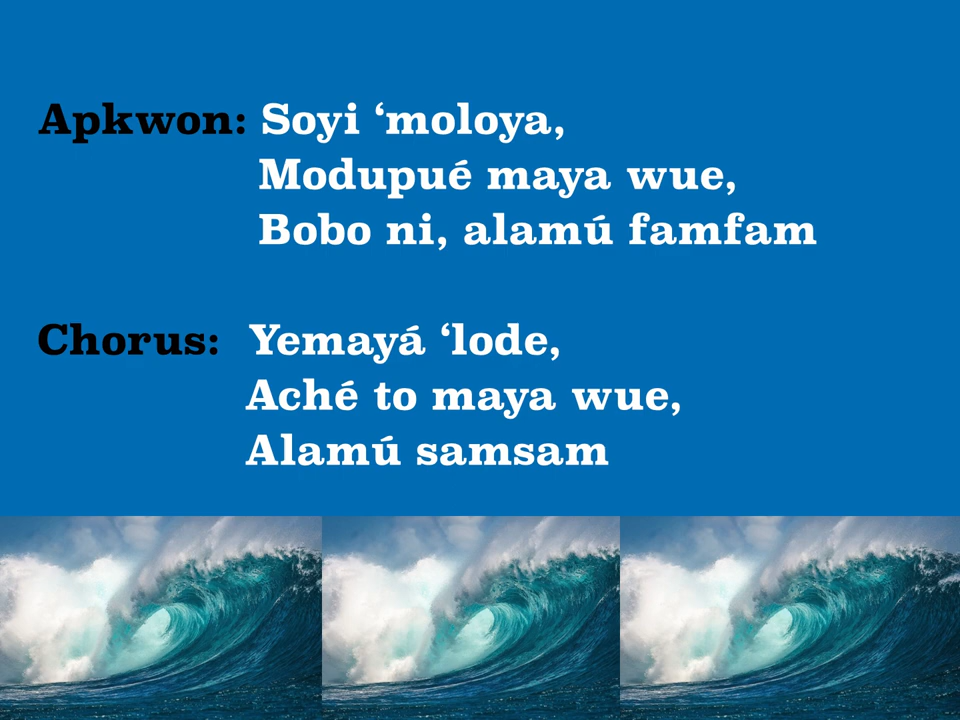 Apkwon: Soyi ‘moloya,
Modupué maya wue,
Bobo ni, alamú famfam
Chorus: Yemayá ‘lode,
Aché to maya wue,
Alamú samsam